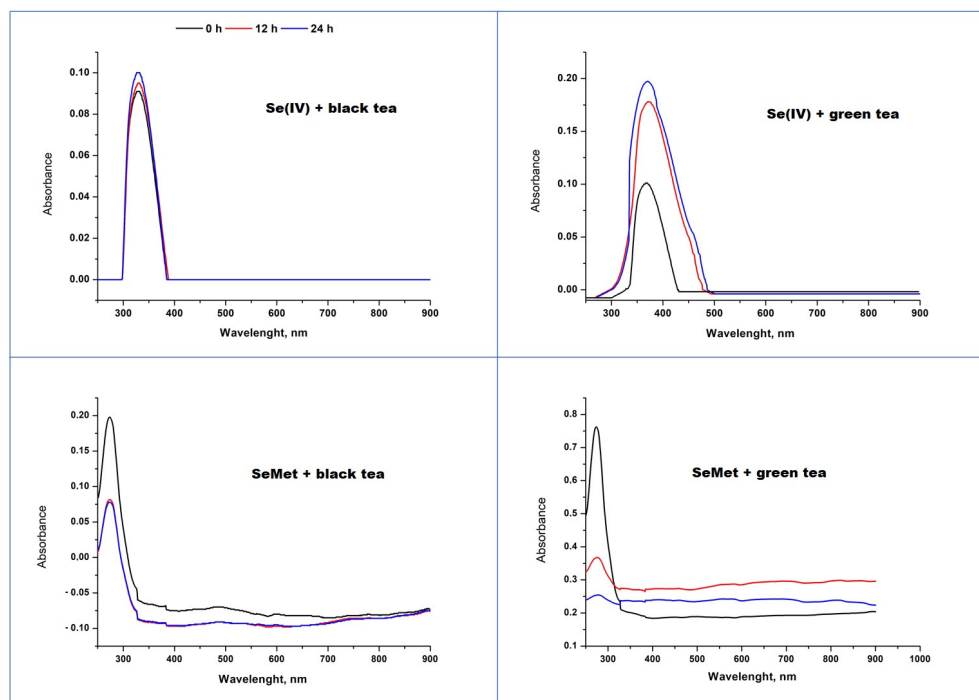 0 h 12 h 24 h
Se(IV) + black tea
Absorbance
0.10
0.08
0.06
0.04
0.02
0.00
300 400 500 600 700 800 900
Wavelenght, nm
Se(IV) + green tea
Absorbance
0.20
0.15
0.10
0.05
0.00
300 400 500 600 700 800 900
Wavelenght, nm
SeMet + black tea
Absorbance
0.20
0.15
0.10
0.05
0.00
-0.05
-0.10
300 400 500 600 700 800 900
Wavelenght, nm
SeMet + green tea
Absorbance
0.8
0.7
0.6
0.5
0.4
0.3
0.2
0.1
300 400 500 600 700 800 900 1000
Wavelenght, nm